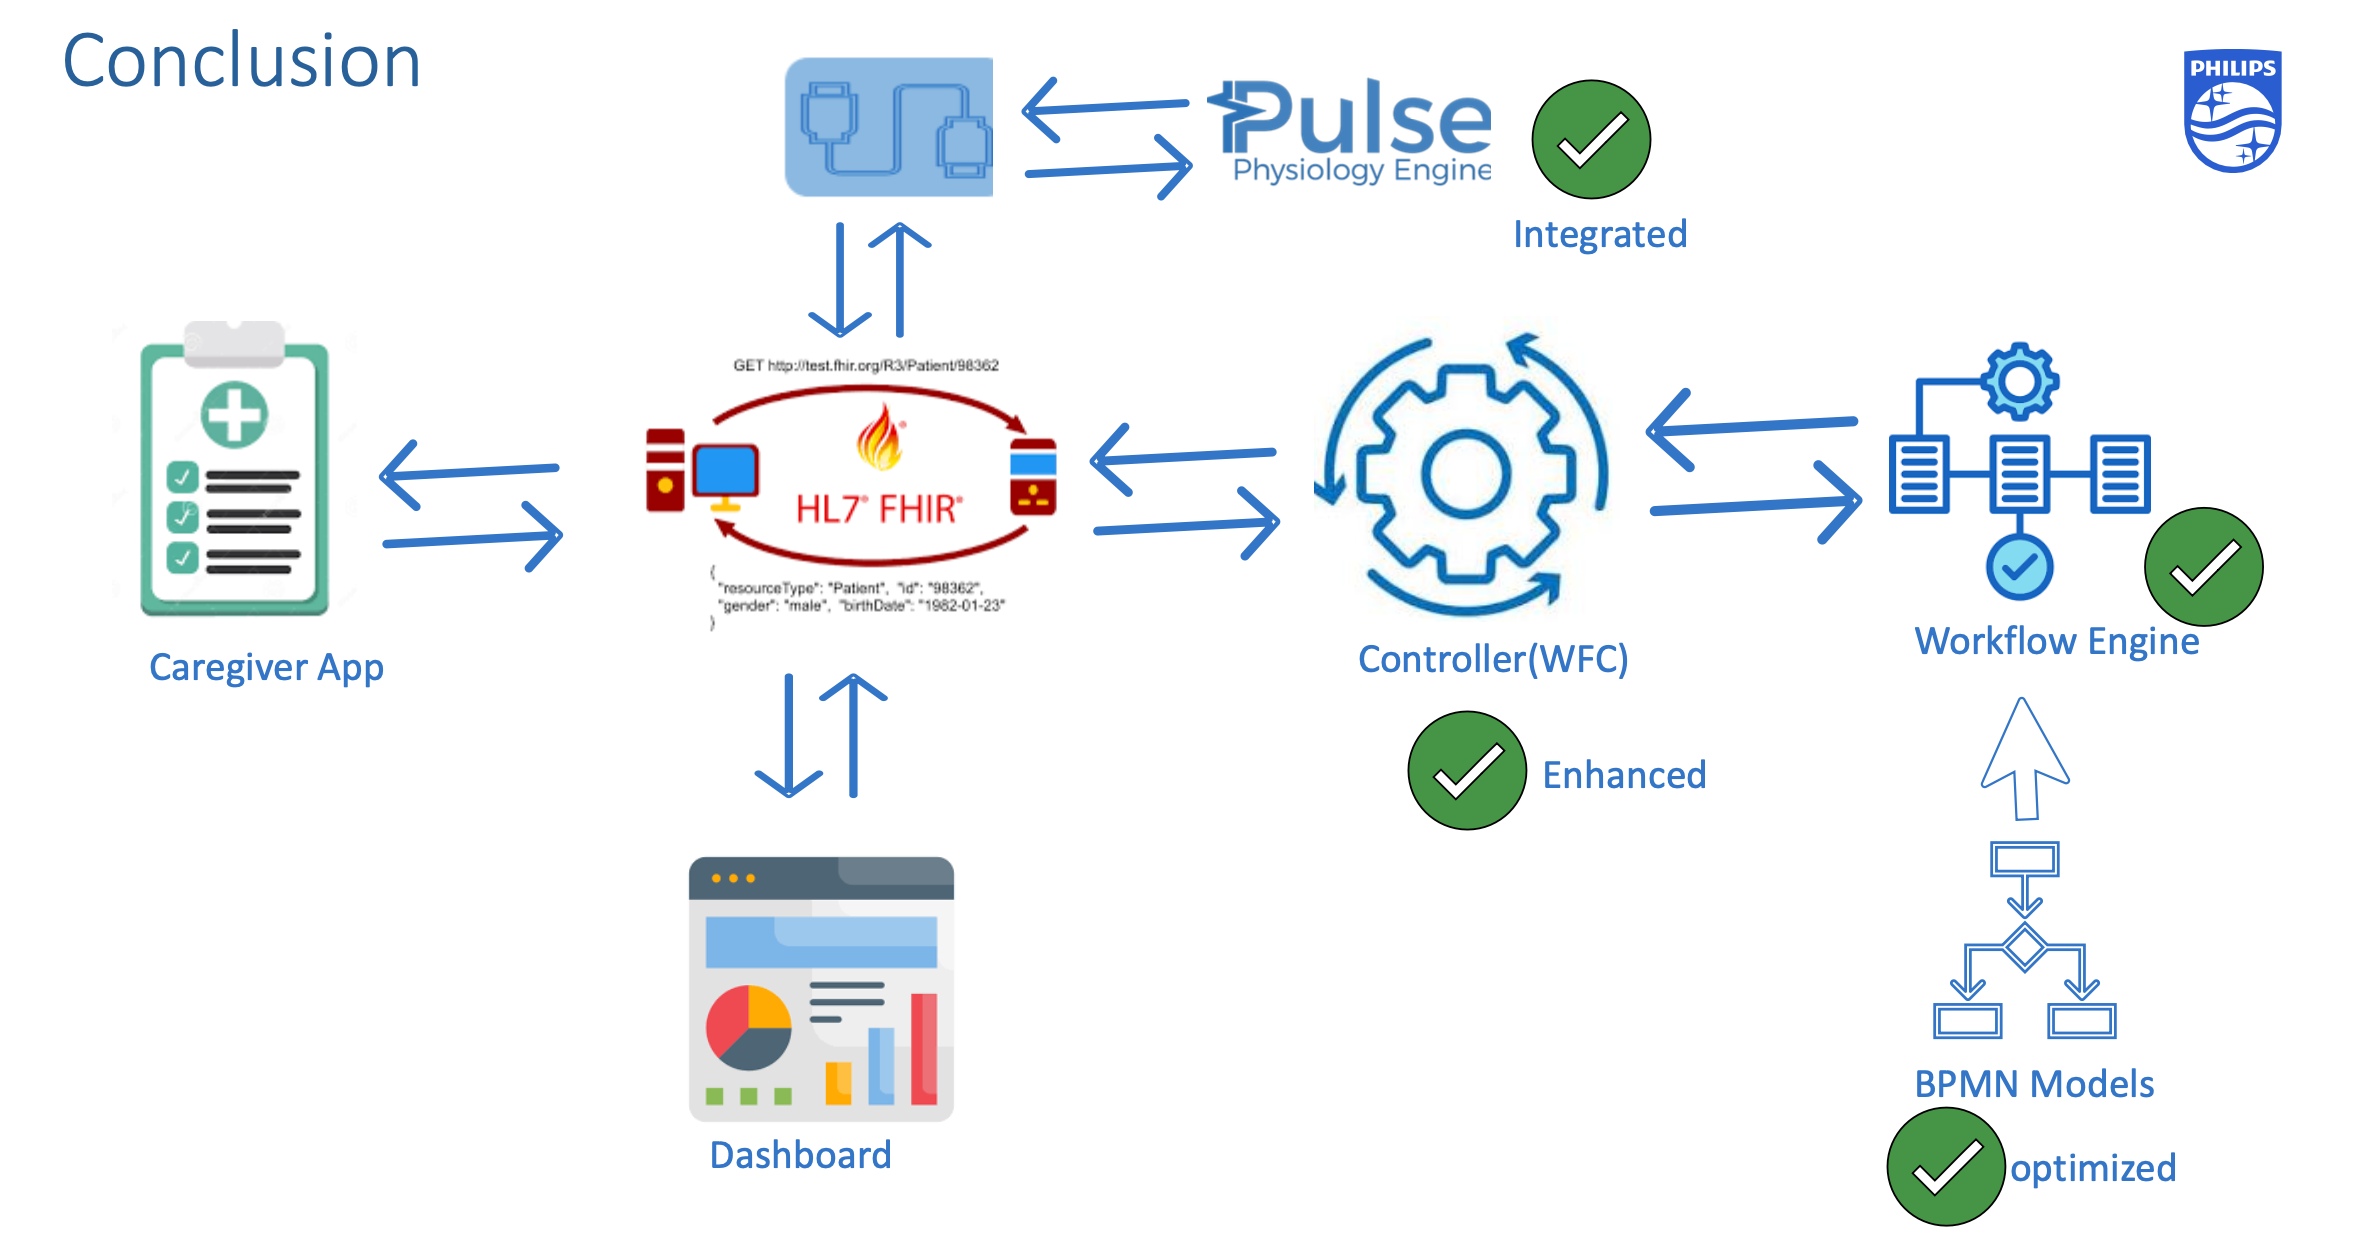 Conclusion
PHILIPS
Pulse
Physiology Engine
Integrated
GET http://test.fhir.org/R3/Patient/98362
HL7® FHIR®
{
"resourceType": "Patient", "id": "98362",
"gender": "male", "birthDate": "1982-01-23"
}
Caregiver App
Controller(WFC)
Workflow Engine
Enhanced
BPMN Models
Dashboard
optimized